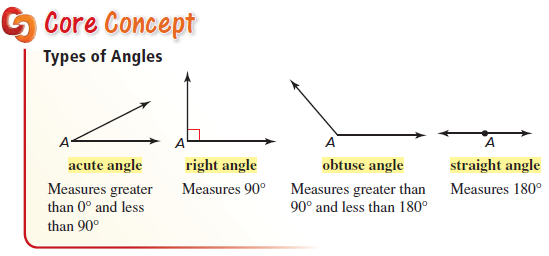 Core Concept
Types of Angles
A
acute angle
Measures greater
than 0° and less
than 90°
A
right angle
Measures 90°
A
obtuse angle
Measures greater than
90° and less than 180°
A
straight angle
Measures 180°